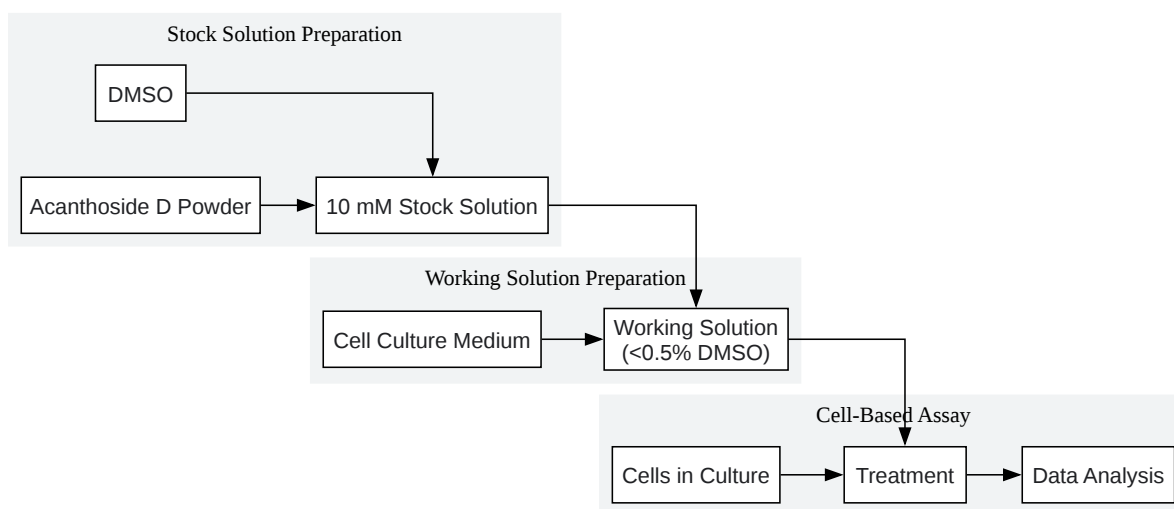 Stock Solution Preparation
DMSO
Acanthoside D Powder
10 mM Stock Solution
Working Solution Preparation
Cell Culture Medium
Working Solution
(<0.5% DMSO)
Cell-Based Assay
Cells in Culture
Treatment
Data Analysis